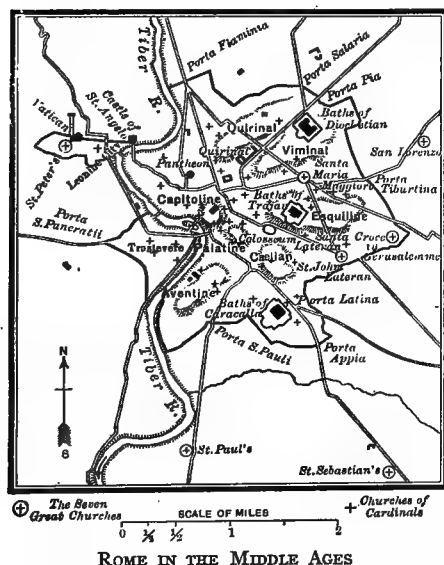 Porta Flaminia
Porta Salaria
Porta Pia
Tiber R.
Castle of
St. Angelo
Vatican
St. Peter's
Leonine
Quirinal
Quirinal
Baths of
Diocletian
Viminal
San Lorenzo
Pantheon
Santa
Maria
Maggiore
Porta
Tiburtina
Capitoline
Baths of
Trajan
Esquiline
Porta
S. Pancratii
Trastevere
Palatine
Colosseum
Santa Croce
in
Jerusalemme
Lateran
Caelian
St. John
Lateran
Aventine
Baths of
Caracalla
Porta Latina
Porta S. Pauli
Porta
Appia
Tiber R.
N
S
St. Paul's
St. Sebastian's
The Seven
Great Churches
SCALE OF MILES
0 ¼ ½ 1 2
Churches of
Cardinals
ROME IN THE MIDDLE AGES